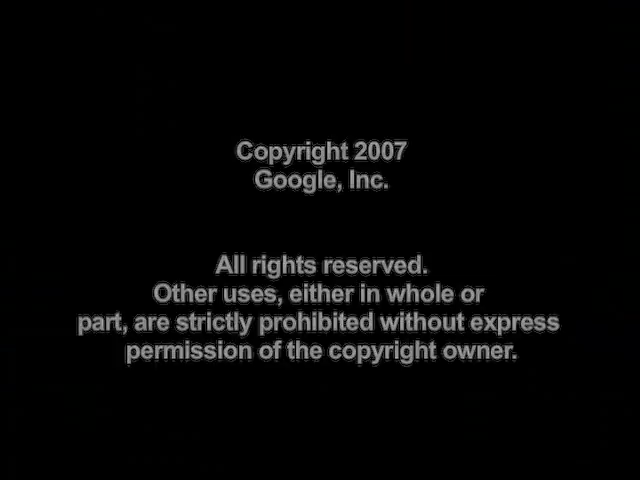 Copyright 2007
Google, Inc.
All rights reserved.
Other uses, either in whole or
part, are strictly prohibited without express
permission of the copyright owner.